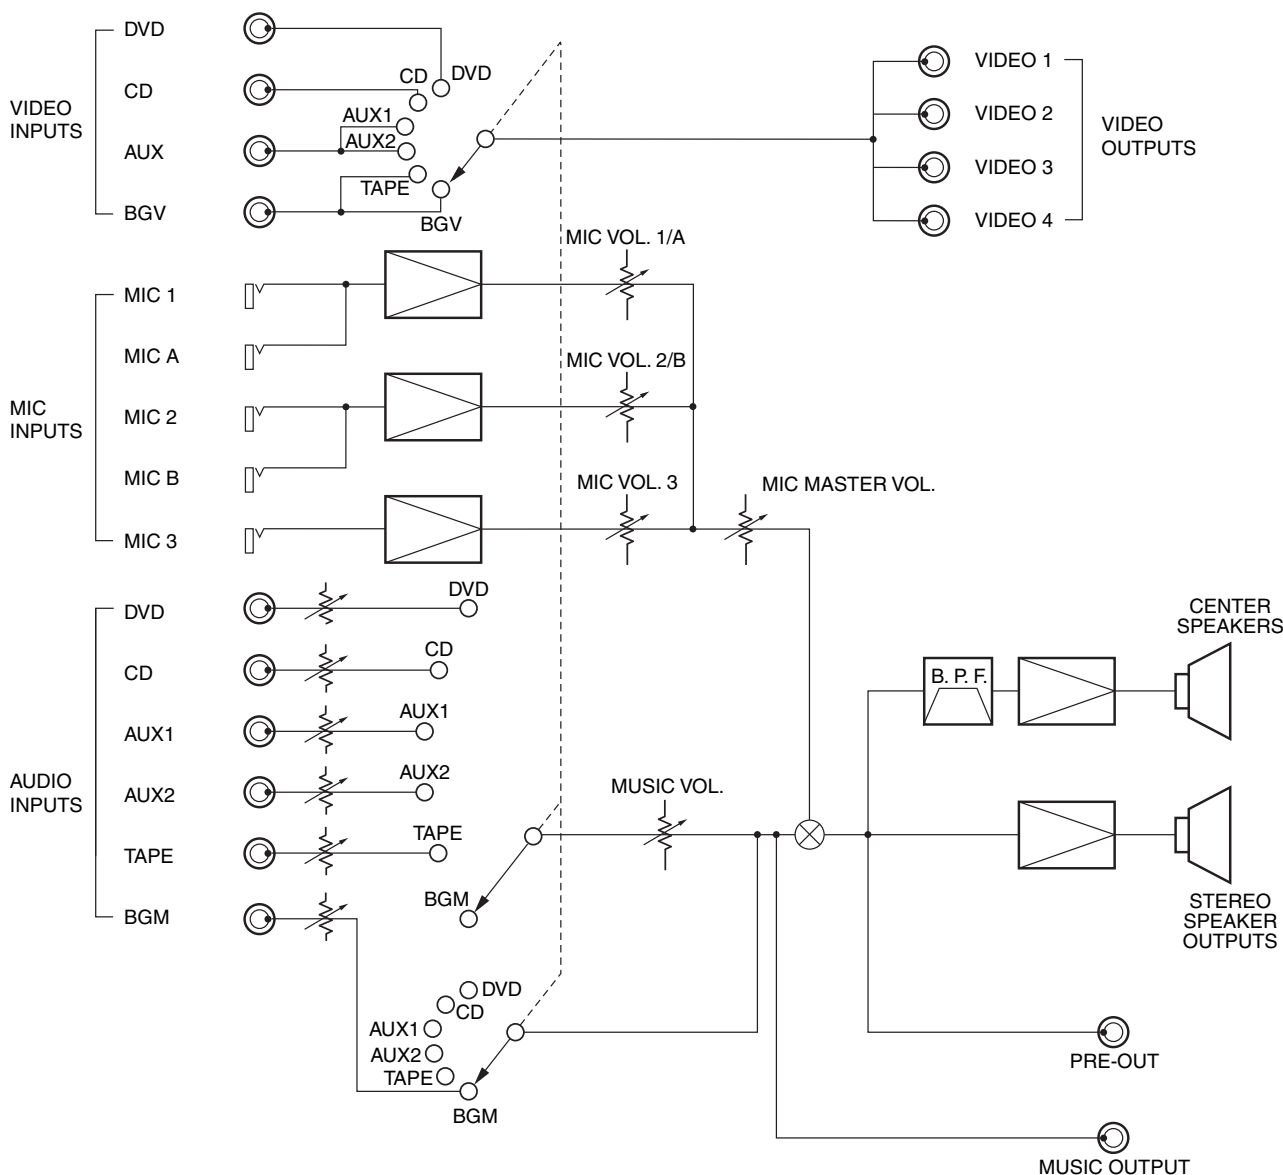 VIDEO
INPUTS
DVD
CD
AUX
BGV
CD
DVD
AUX1
AUX2
TAPE
BGV
VIDEO 1
VIDEO 2
VIDEO 3
VIDEO 4
VIDEO
OUTPUTS
MIC
INPUTS
MIC 1
MIC A
MIC 2
MIC B
MIC 3
MIC VOL. 1/A
MIC VOL. 2/B
MIC VOL. 3
MIC MASTER VOL.
AUDIO
INPUTS
DVD
CD
AUX1
AUX2
TAPE
BGM
DVD
CD
AUX1
AUX2
TAPE
BGM
MUSIC VOL.
B. P. F.
CENTER
SPEAKERS
STEREO
SPEAKER
OUTPUTS
DVD
CD
AUX1
AUX2
TAPE
BGM
PRE-OUT
MUSIC OUTPUT